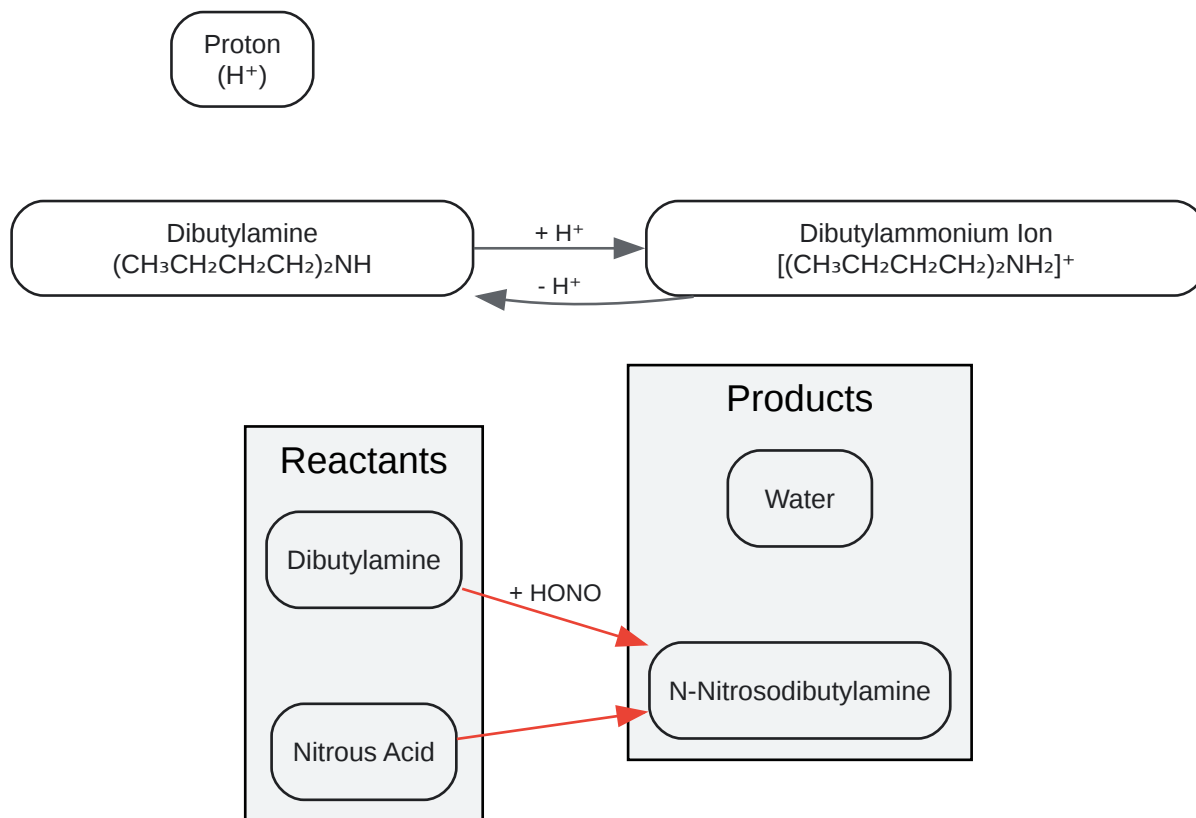 Proton
(H⁺)
Dibutylamine
(CH₃CH₂CH₂CH₂)₂NH
+ H⁺
- H⁺
Dibutylammonium Ion
[(CH₃CH₂CH₂CH₂)₂NH₂]⁺
Reactants
Dibutylamine
Nitrous Acid
+ HONO
Products
Water
N-Nitrosodibutylamine